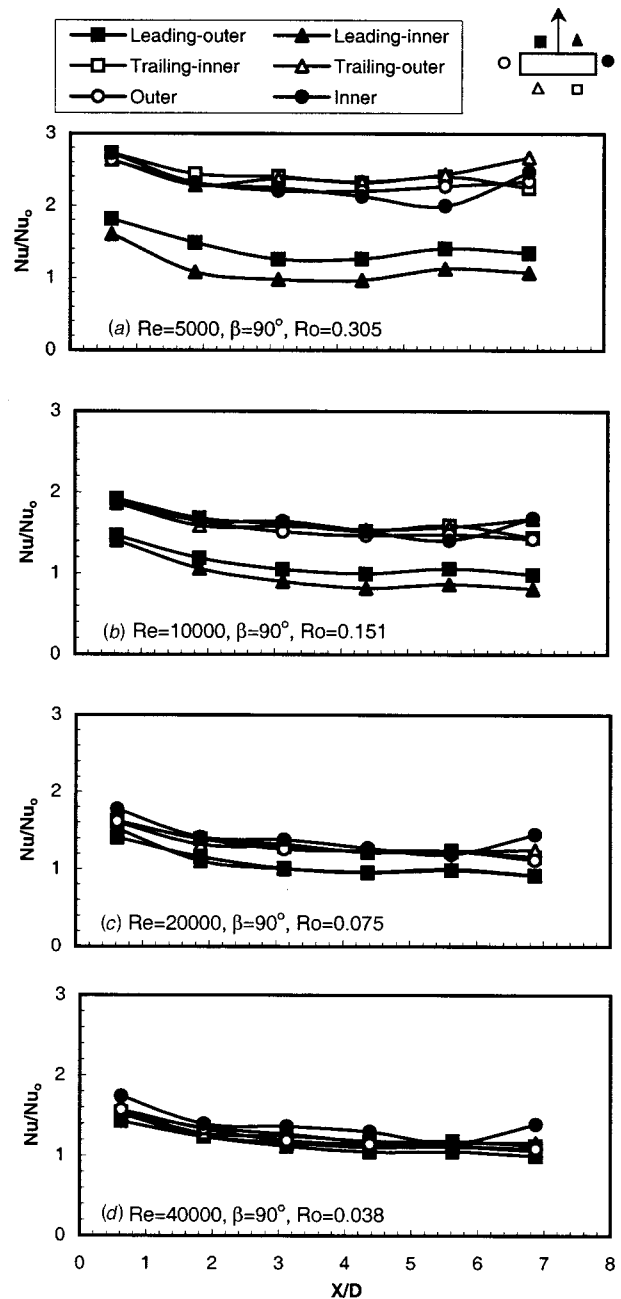 Leading-outer Leading-inner
Trailing-inner Trailing-outer
Outer Inner
3
2
1
0
Nu/Nuo
(a) Re=5000, β=90°, Ro=0.305
3
2
1
0
Nu/Nuo
(b) Re=10000, β=90°, Ro=0.151
3
2
1
0
Nu/Nuo
(c) Re=20000, β=90°, Ro=0.075
3
2
1
0
Nu/Nuo
(d) Re=40000, β=90°, Ro=0.038
0 1 2 3 4 5 6 7 8
X/D